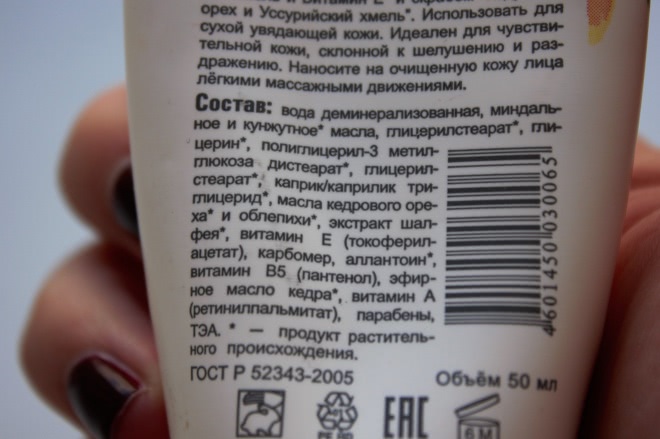 орех и Уссурийский хмель". Использовать для
сухой увядающей кожи. Идеален для чувстви-
тельной кожи, склонной к шелушению и раз-
дражению. Наносите на очищенную кожу лица
лёгкими массажными движениями.
Состав: вода деминерализованная, миндаль-
ное и кунжутное* масла, глицерилстеарат*, гли-
церин*, полиглицерил-3 метил-
глюкоза дистеарат*, глицерил-
стеарат*, каприк/каприлик три-
глицерид*, масла кедрового оре-
ха* и облепихи*, экстракт шал-
фея*, витамин Е (токоферил-
ацетат), карбомер, аллантоин*,
витамин В5 (пантенол), эфир-
ное масло кедра*, витамин А
(ретинилпальмитат), парабены,
ТЭА. * — продукт раститель-
ного происхождения.
4601450030065
ГОСТ Р 52343-2005
Объём 50 мл
ЕАС
6 М